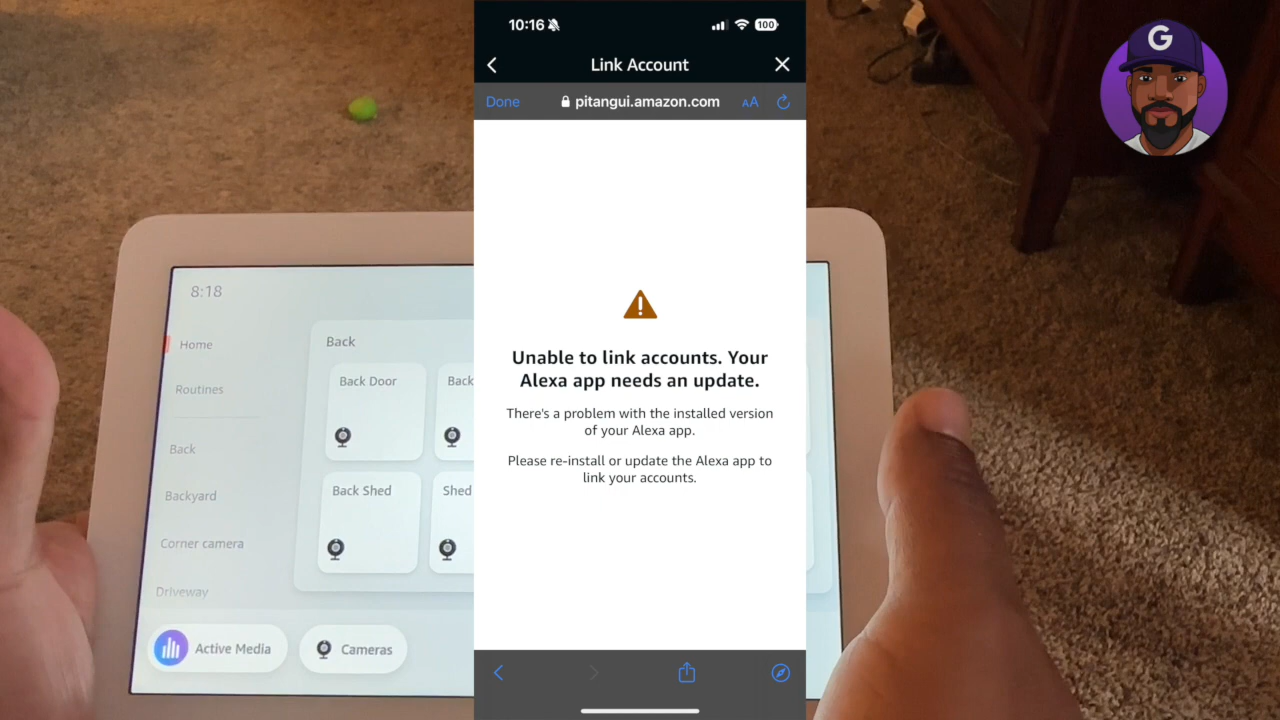 10:16
100
Link Account
Done
pitangui.amazon.com
AA
Unable to link accounts. Your
Alexa app needs an update.
There's a problem with the installed version
of your Alexa app.
Please re-install or update the Alexa app to
link your accounts.
G
8:18
Home
Routines
Back
Backyard
Corner camera
Driveway
Back
Back Door
Back
Back Shed
Shed
Active Media
Cameras